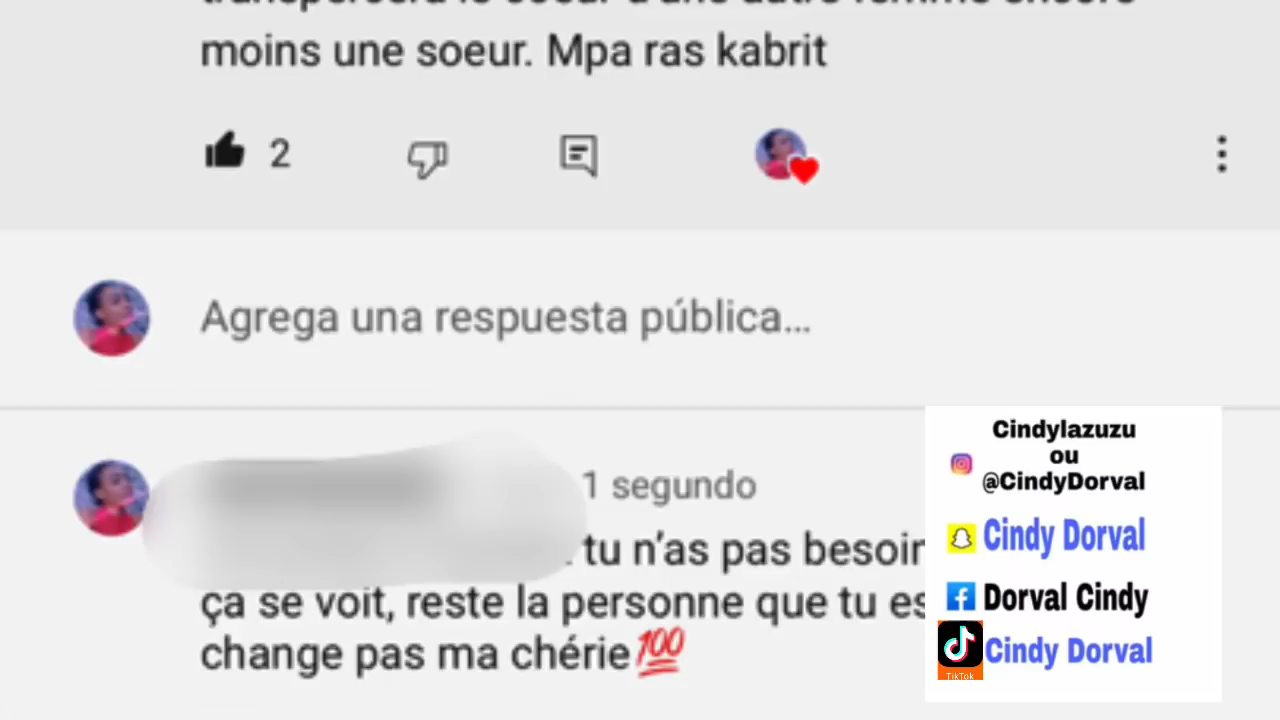 moins une soeur. Mpa ras kabrit
2
Agrega una respuesta pública...
1 segundo
tu n'as pas besoin
ça se voit, reste la personne que tu es
change pas ma chérie💯
Cindylazuzu
ou
@CindyDorval
Cindy Dorval
Dorval Cindy
Cindy Dorval
TikTok